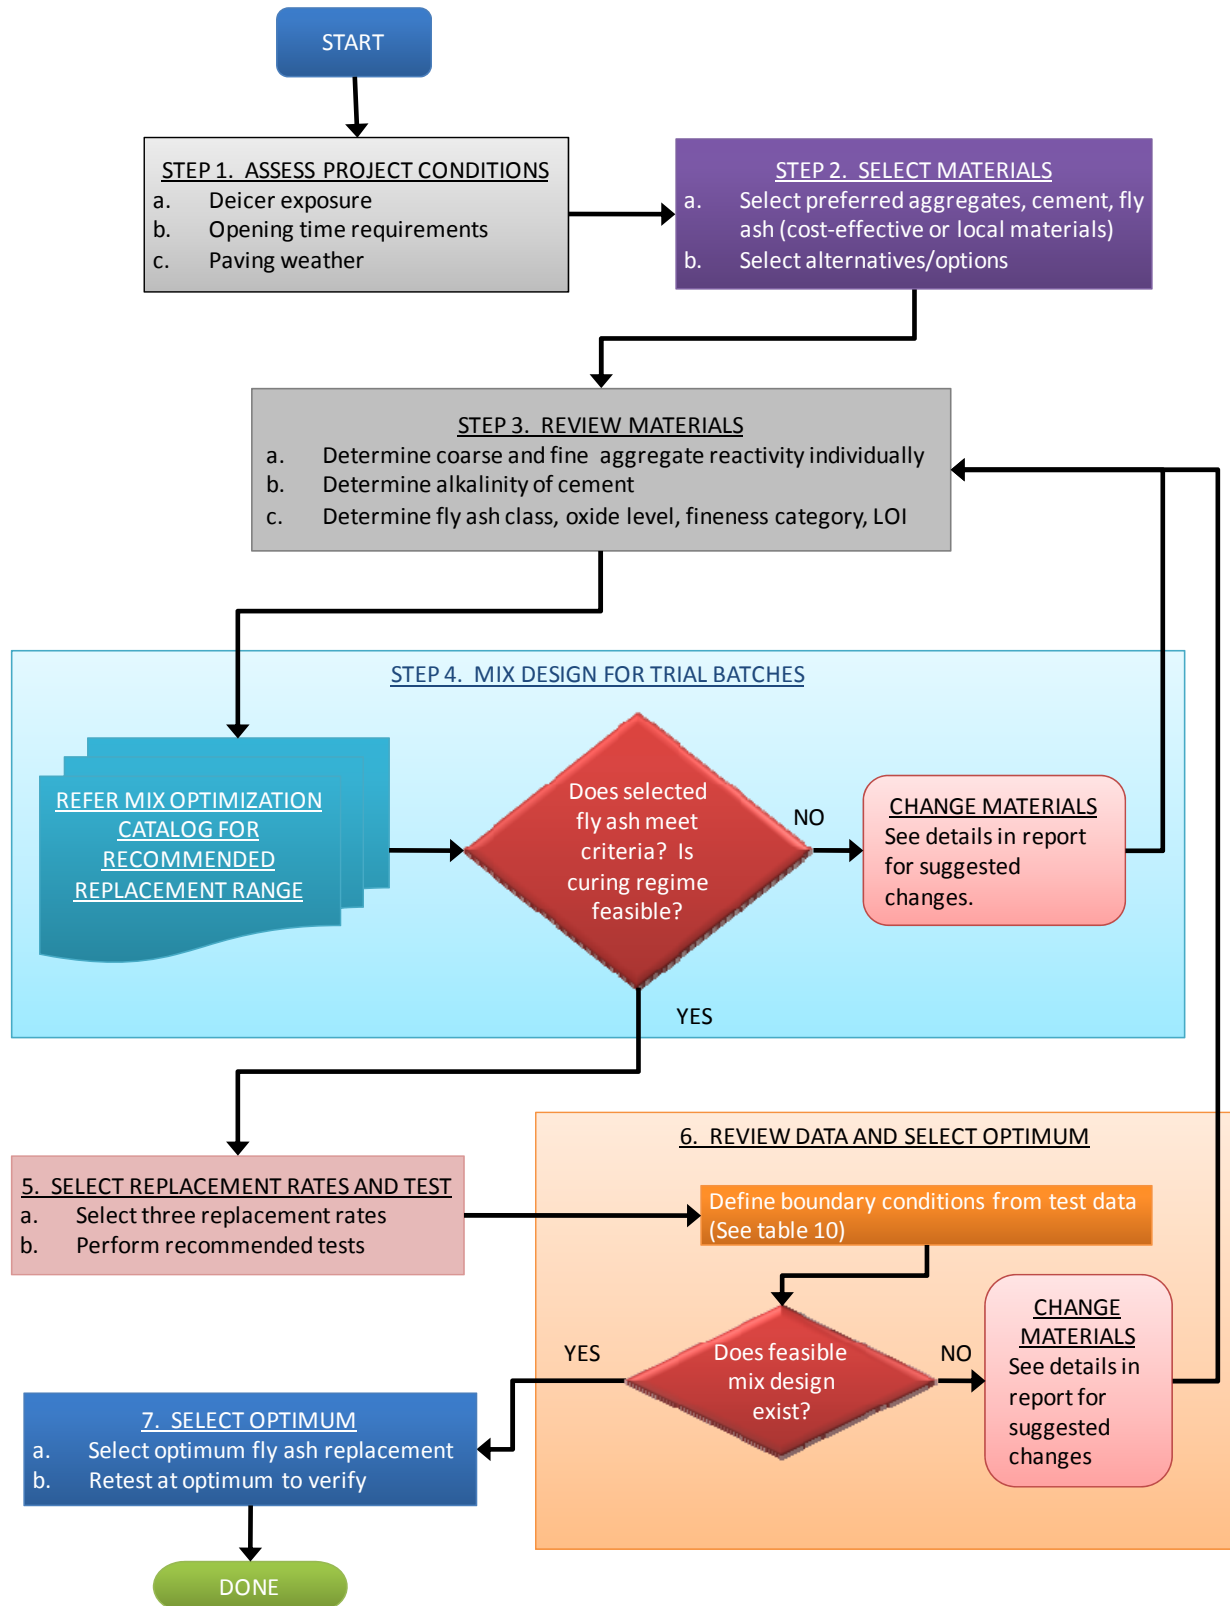 START
STEP 1. ASSESS PROJECT CONDITIONS
a. Deicer exposure
b. Opening time requirements
c. Paving weather
STEP 2. SELECT MATERIALS
a. Select preferred aggregates, cement, fly
ash (cost-effective or local materials)
b. Select alternatives/options
STEP 3. REVIEW MATERIALS
a. Determine coarse and fine aggregate reactivity individually
b. Determine alkalinity of cement
c. Determine fly ash class, oxide level, fineness category, LOI
STEP 4. MIX DESIGN FOR TRIAL BATCHES
REFER MIX OPTIMIZATION
CATALOG FOR
RECOMMENDED
REPLACEMENT RANGE
Does selected
fly ash meet
criteria? Is
curing regime
feasible?
NO
CHANGE MATERIALS
See details in report
for suggested
changes.
YES
5. SELECT REPLACEMENT RATES AND TEST
a. Select three replacement rates
b. Perform recommended tests
6. REVIEW DATA AND SELECT OPTIMUM
Define boundary conditions from test data
(See table 10)
Does feasible
mix design
exist?
YES
NO
CHANGE
MATERIALS
See details in
report for
suggested
changes
7. SELECT OPTIMUM
a. Select optimum fly ash replacement
b. Retest at optimum to verify
DONE